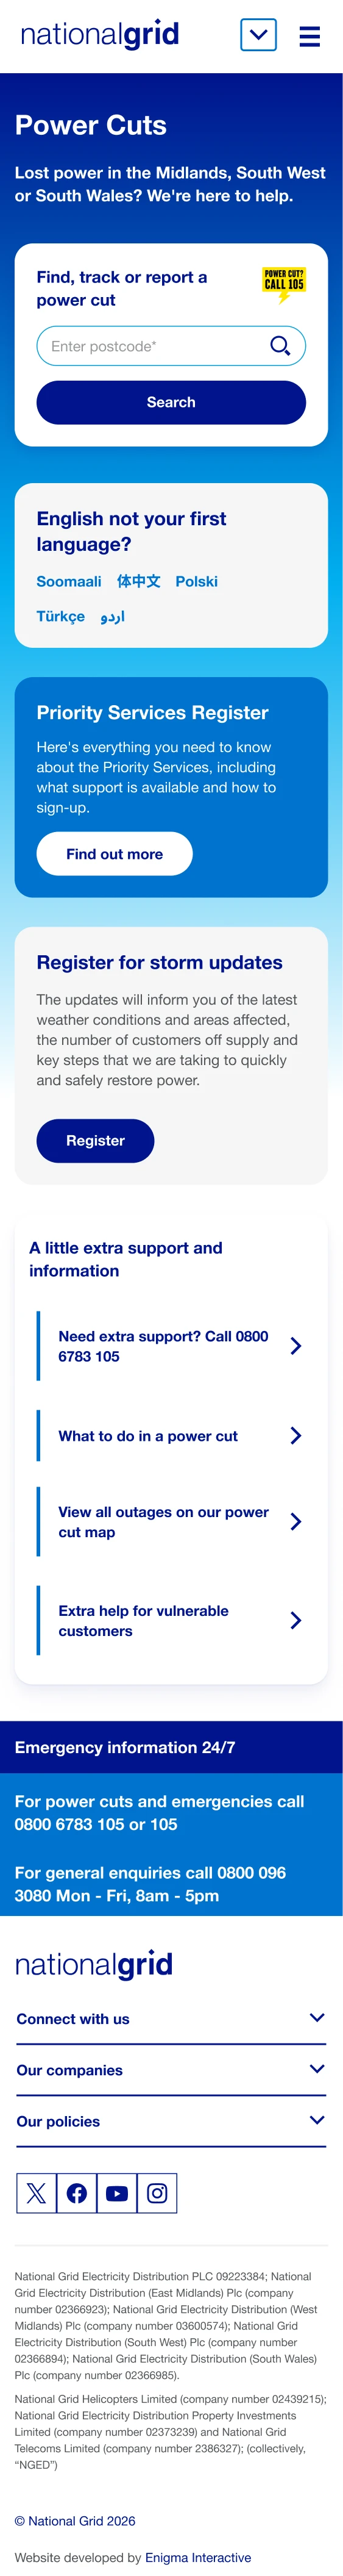 nationalgrid
Power Cuts
Lost power in the Midlands, South West
or South Wales? We're here to help.
Find, track or report a
power cut
POWER CUT?
CALL 105
Enter postcode*
Search
English not your first
language?
Soomaali 体中文 Polski
Türkçe اردو
Priority Services Register
Here's everything you need to know
about the Priority Services, including
what support is available and how to
sign-up.
Find out more
Register for storm updates
The updates will inform you of the latest
weather conditions and areas affected,
the number of customers off supply and
key steps that we are taking to quickly
and safely restore power.
Register
A little extra support and
information
Need extra support? Call 0800
6783 105
What to do in a power cut
View all outages on our power
cut map
Extra help for vulnerable
customers
Emergency information 24/7
For power cuts and emergencies call
0800 6783 105 or 105
For general enquiries call 0800 096
3080 Mon - Fri, 8am - 5pm
nationalgrid
Connect with us
Our companies
Our policies
National Grid Electricity Distribution PLC 09223384; National
Grid Electricity Distribution (East Midlands) Plc (company
number 02366923); National Grid Electricity Distribution (West
Midlands) Plc (company number 03600574); National Grid
Electricity Distribution (South West) Plc (company number
02366894); National Grid Electricity Distribution (South Wales)
Plc (company number 02366985).
National Grid Helicopters Limited (company number 02439215);
National Grid Electricity Distribution Property Investments
Limited (company number 02373239) and National Grid
Telecoms Limited (company number 2386327); (collectively,
“NGED”)
© National Grid 2026
Website developed by Enigma Interactive